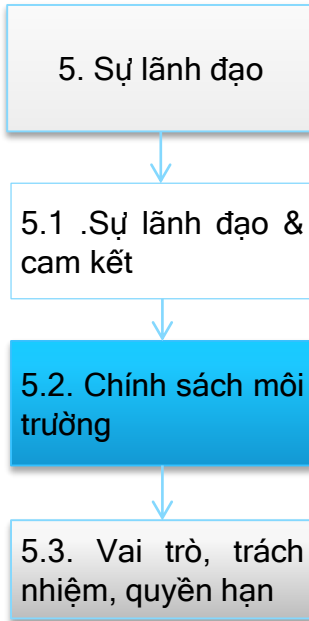 5. Sự lãnh đạo
5.1 .Sự lãnh đạo &
cam kết
5.2. Chính sách môi
trường
5.3. Vai trò, trách
nhiệm, quyền hạn